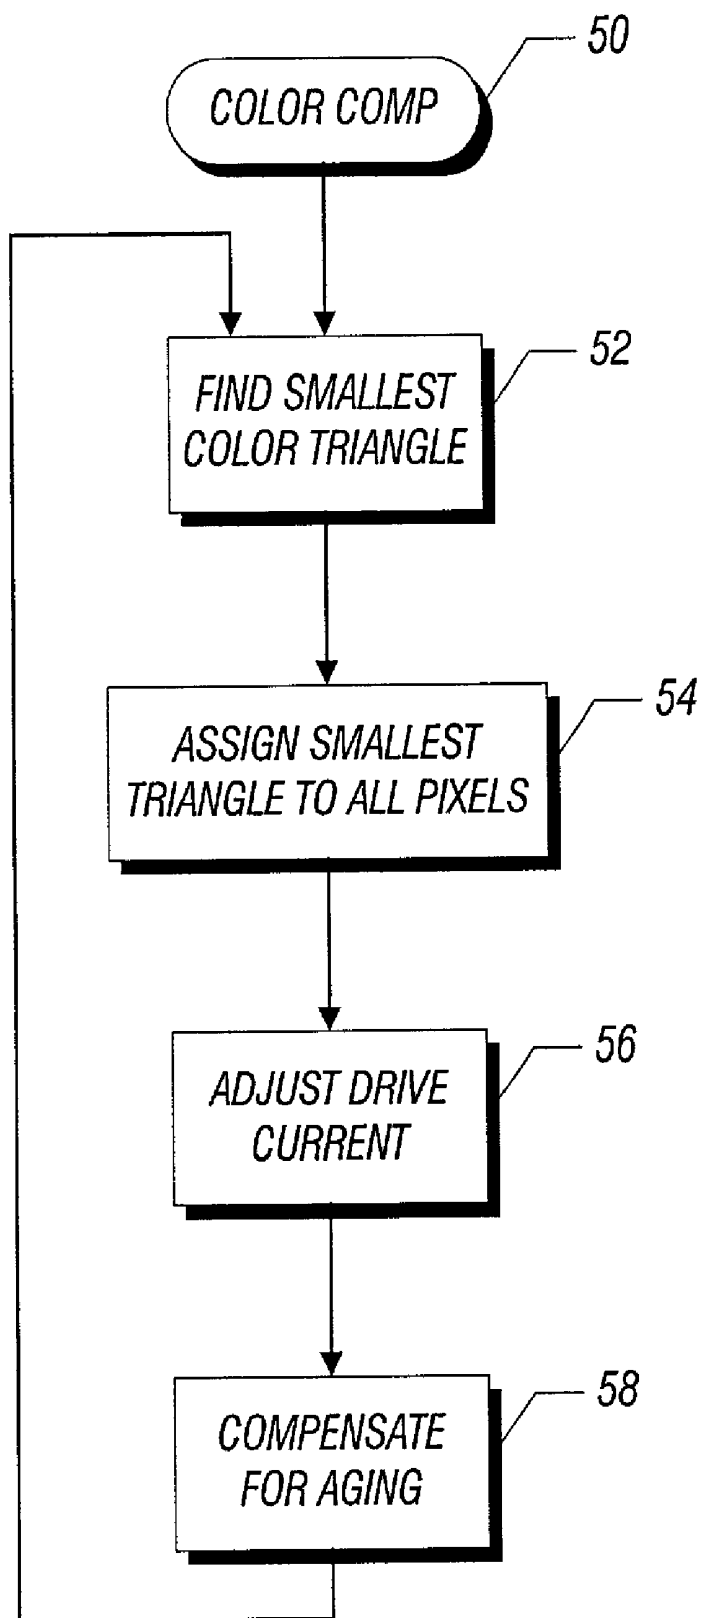 50
COLOR COMP
52
FIND SMALLEST
COLOR TRIANGLE
54
ASSIGN SMALLEST
TRIANGLE TO ALL PIXELS
56
ADJUST DRIVE
CURRENT
58
COMPENSATE
FOR AGING